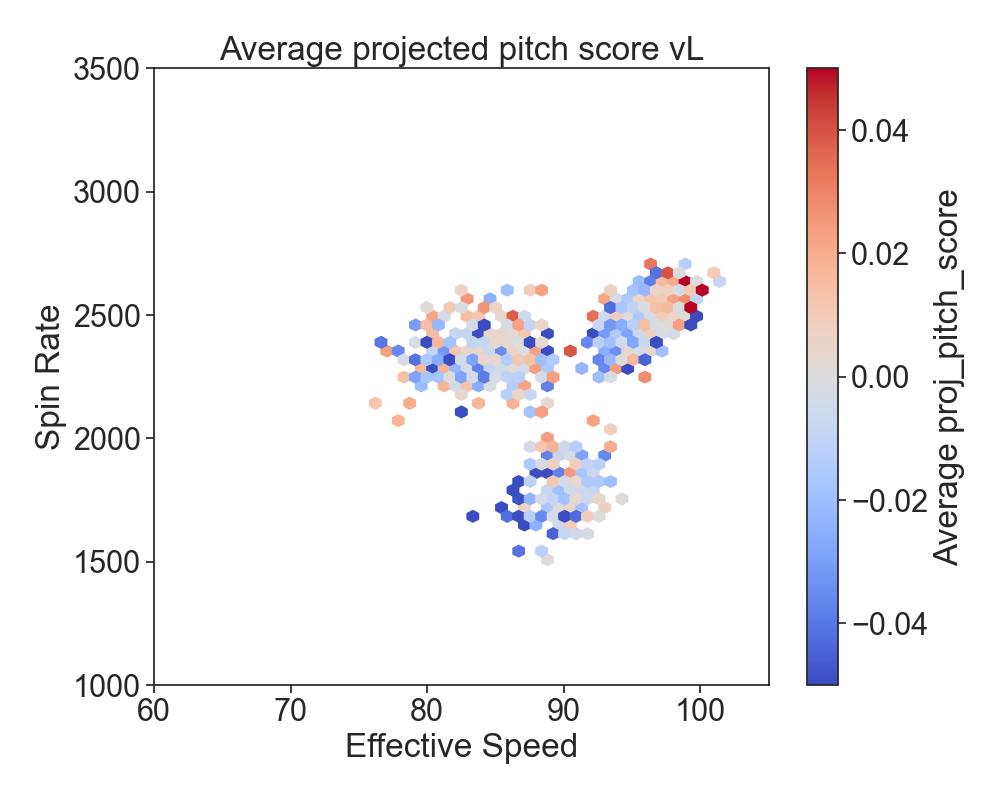 Average projected pitch score vL
3500
3000
2500
2000
1500
1000
Spin Rate
60 70 80 90 100
Effective Speed
0.04
0.02
0.00
−0.02
−0.04
Average proj_pitch_score